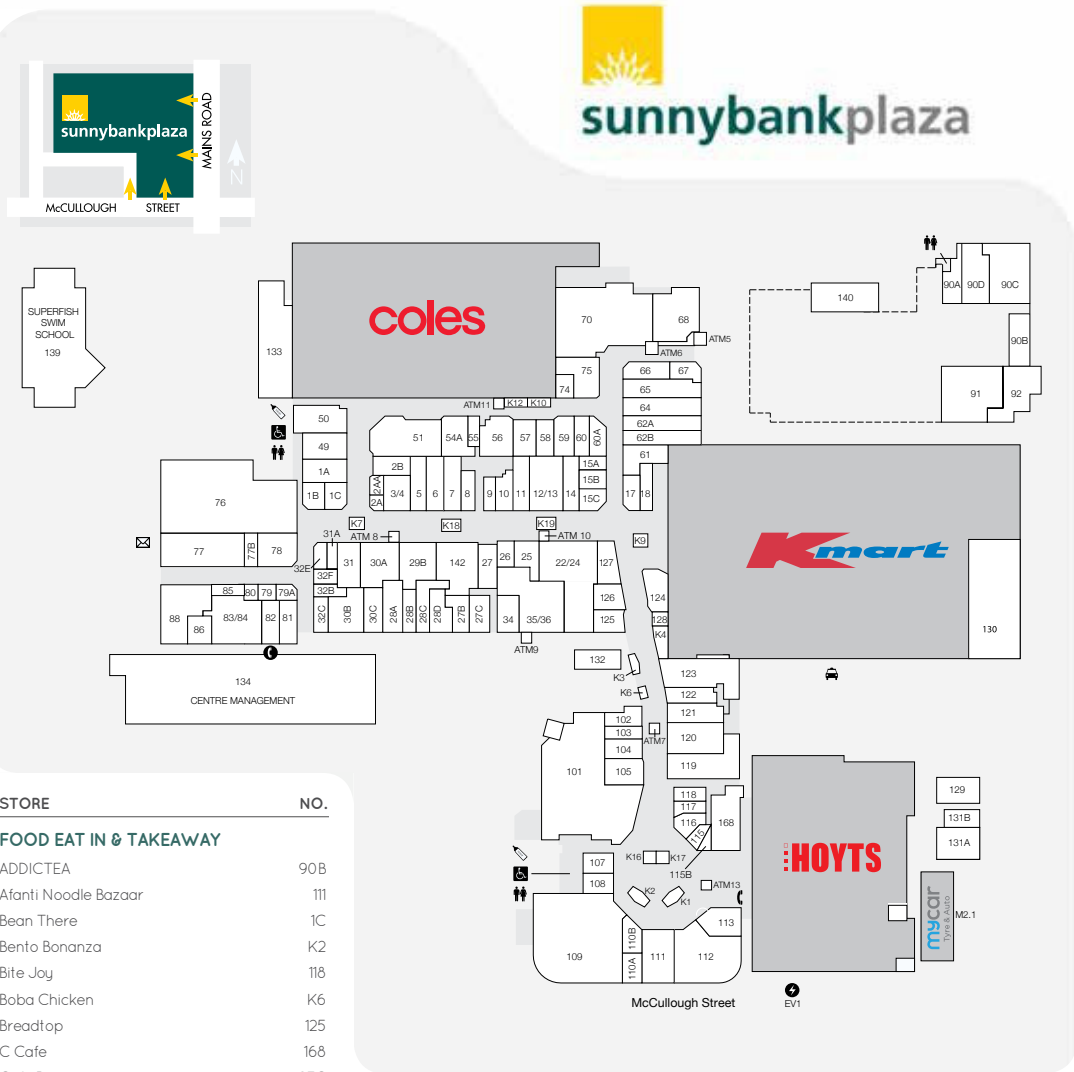 sunnybankplaza
sunnybankplaza
MAINS ROAD
N
McCULLOUGH STREET
SUPERFISH
SWIM
SCHOOL
139
133
coles
70
68
ATM5
ATM6
75
74
66
67
65
64
62A
62B
61
17
18
140
90A
90D
90C
90B
91
92
ATM11
K12
K10
50
49
1A
1B
1C
51
54A
55
56
57
58
59
60
60A
2B
2AA
2A
3/4
5
6
7
8
9
10
11
12/13
14
15A
15B
15C
76
77
77B
78
K7
K18
K19
K9
31A
ATM 8
ATM 10
32E
32F
32B
32C
31
30A
29B
142
27
26
25
22/24
127
30B
30C
28A
28B
28C
28D
27B
27C
34
35/36
126
125
124
128
K4
Kmart
130
85
80
79
79A
88
86
83/84
82
81
ATM9
134
CENTRE MANAGEMENT
132
K3
K6
123
122
121
120
119
ATM7
102
103
104
105
101
118
117
116
115
168
K16
K17
115B
107
108
K2
K1
ATM13
113
109
110B
110A
111
112
McCullough Street
HOYTS
129
131B
131A
mycar
Tyre & Auto
M2.1
EV1
STORE NO.
FOOD EAT IN & TAKEAWAY
ADDICTEA 90B
Afanti Noodle Bazaar 111
Bean There 1C
Bento Bonanza K2
Bite Joy 118
Boba Chicken K6
Breadtop 125
C Cafe 168